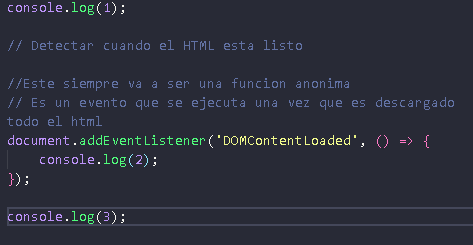 console.log(1);
// Detectar cuando el HTML esta listo
//Este siempre va a ser una funcion anonima
// Es un evento que se ejecuta una vez que es descargado
todo el html
document.addEventListener('DOMContentLoaded', () => {
    console.log(2);
});
console.log(3);